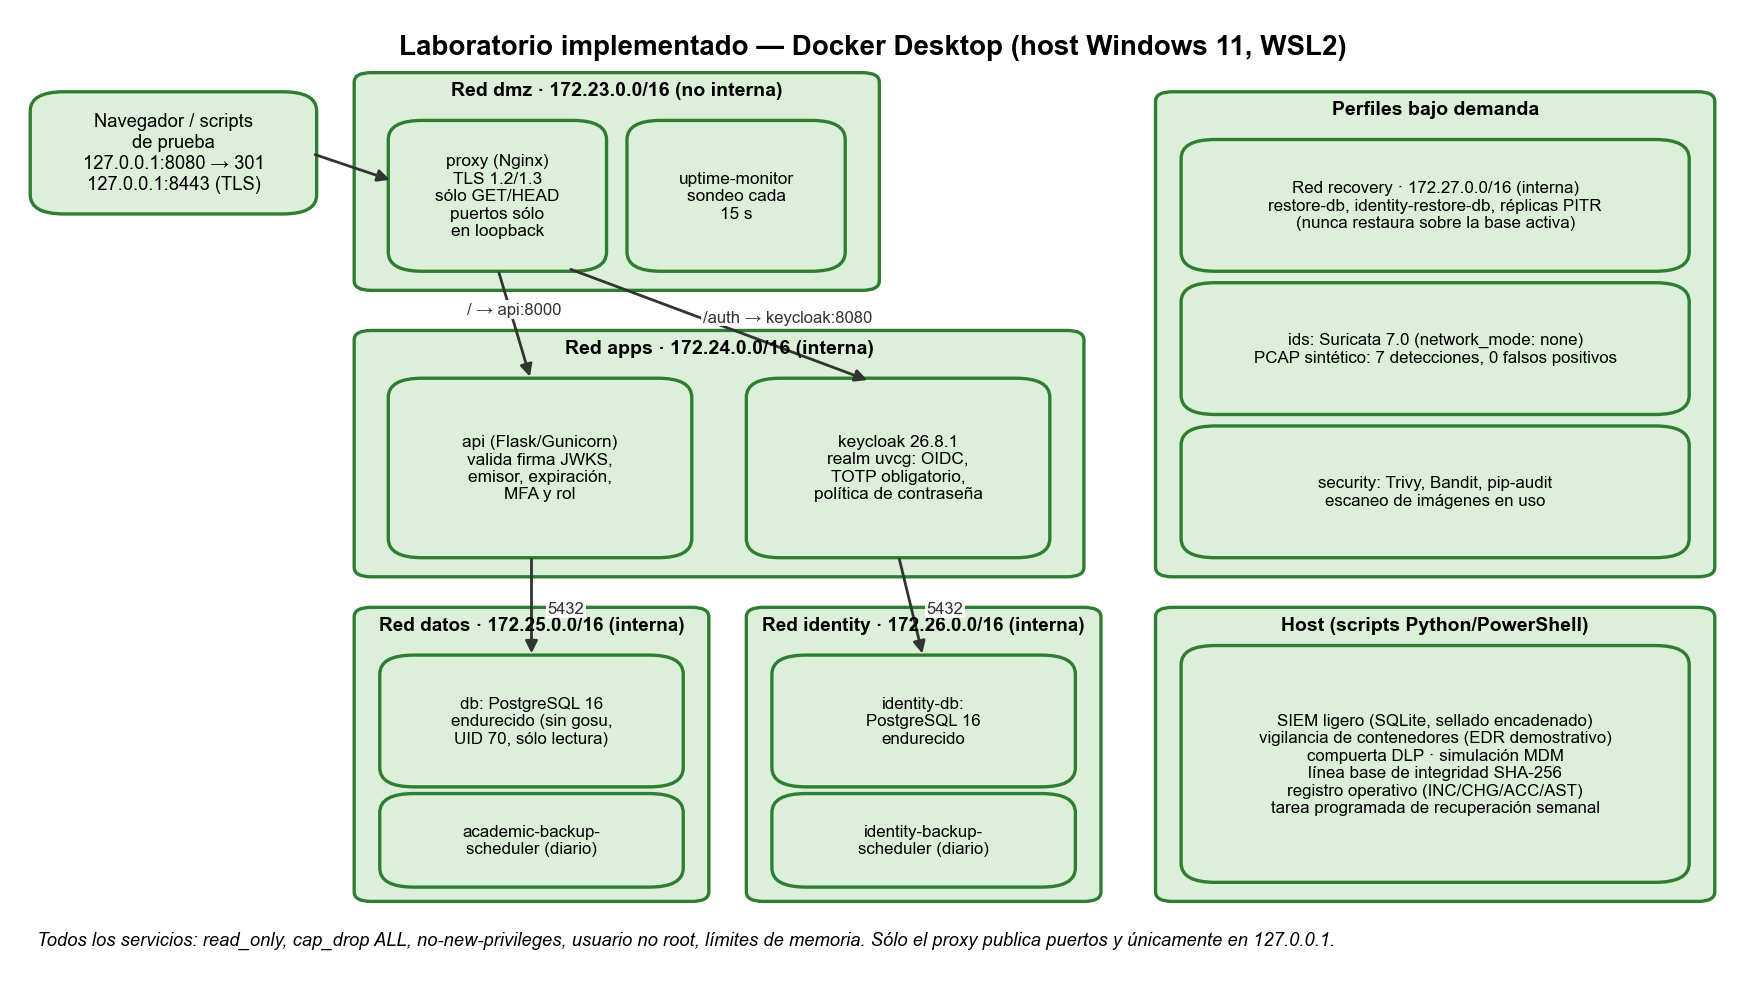 Laboratorio implementado — Docker Desktop (host Windows 11, WSL2)
Navegador / scripts
de prueba
127.0.0.1:8080 → 301
127.0.0.1:8443 (TLS)
Red dmz · 172.23.0.0/16 (no interna)
proxy (Nginx)
TLS 1.2/1.3
sólo GET/HEAD
puertos sólo
en loopback
uptime-monitor
sondeo cada
15 s
/ → api:8000
/auth → keycloak:8080
Red apps · 172.24.0.0/16 (interna)
api (Flask/Gunicorn)
valida firma JWKS,
emisor, expiración,
MFA y rol
keycloak 26.8.1
realm uvcg: OIDC,
TOTP obligatorio,
política de contraseña
5432
5432
Red datos · 172.25.0.0/16 (interna)
db: PostgreSQL 16
endurecido (sin gosu,
UID 70, sólo lectura)
academic-backup-
scheduler (diario)
Red identity · 172.26.0.0/16 (interna)
identity-db:
PostgreSQL 16
endurecido
identity-backup-
scheduler (diario)
Perfiles bajo demanda
Red recovery · 172.27.0.0/16 (interna)
restore-db, identity-restore-db, réplicas PITR
(nunca restaura sobre la base activa)
ids: Suricata 7.0 (network_mode: none)
PCAP sintético: 7 detecciones, 0 falsos positivos
security: Trivy, Bandit, pip-audit
escaneo de imágenes en uso
Host (scripts Python/PowerShell)
SIEM ligero (SQLite, sellado encadenado)
vigilancia de contenedores (EDR demostrativo)
compuerta DLP · simulación MDM
línea base de integridad SHA-256
registro operativo (INC/CHG/ACC/AST)
tarea programada de recuperación semanal
Todos los servicios: read_only, cap_drop ALL, no-new-privileges, usuario no root, límites de memoria. Sólo el proxy publica puertos y únicamente en 127.0.0.1.